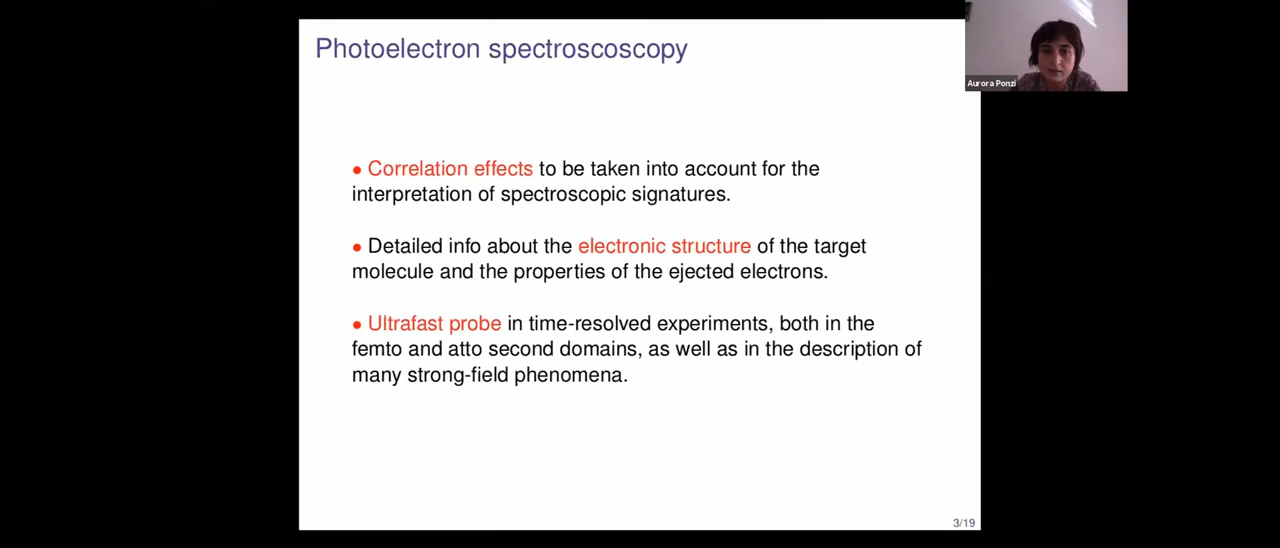 Photoelectron spectroscoscopy
Aurora Ponzi
• Correlation effects to be taken into account for the
interpretation of spectroscopic signatures.
• Detailed info about the electronic structure of the target
molecule and the properties of the ejected electrons.
• Ultrafast probe in time-resolved experiments, both in the
femto and atto second domains, as well as in the description of
many strong-field phenomena.
3/19